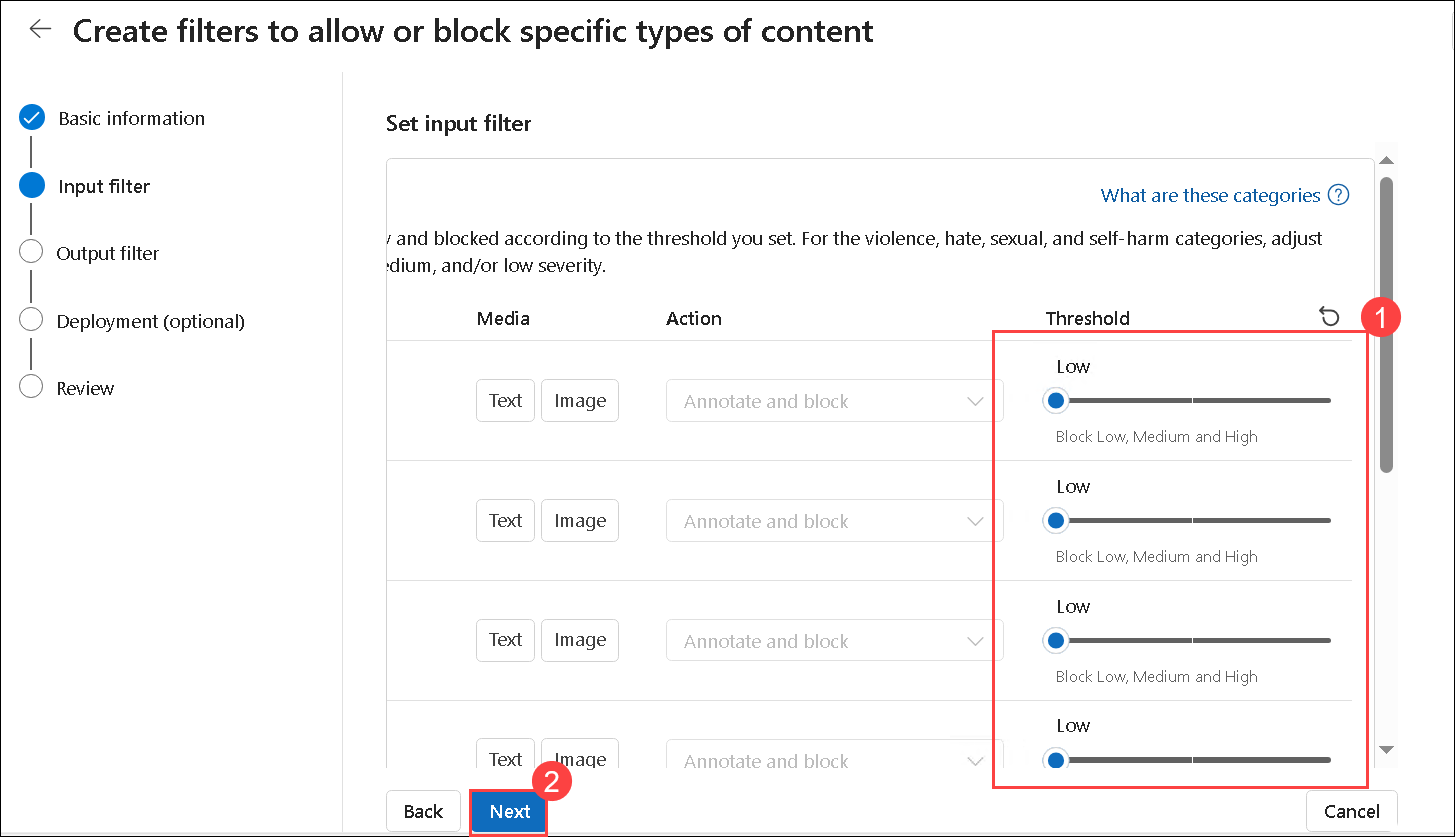 Create filters to allow or block specific types of content
Basic information
Input filter
Output filter
Deployment (optional)
Review
Set input filter
What are these categories ?
and blocked according to the threshold you set. For the violence, hate, sexual, and self-harm categories, adjust
and/or low severity.
Media Action Threshold
1
Low
Text Image Annotate and block
Block Low, Medium and High
Low
Text Image Annotate and block
Block Low, Medium and High
Low
Text Image Annotate and block
Block Low, Medium and High
Low
Text Image Annotate and block
2
Back Next Cancel